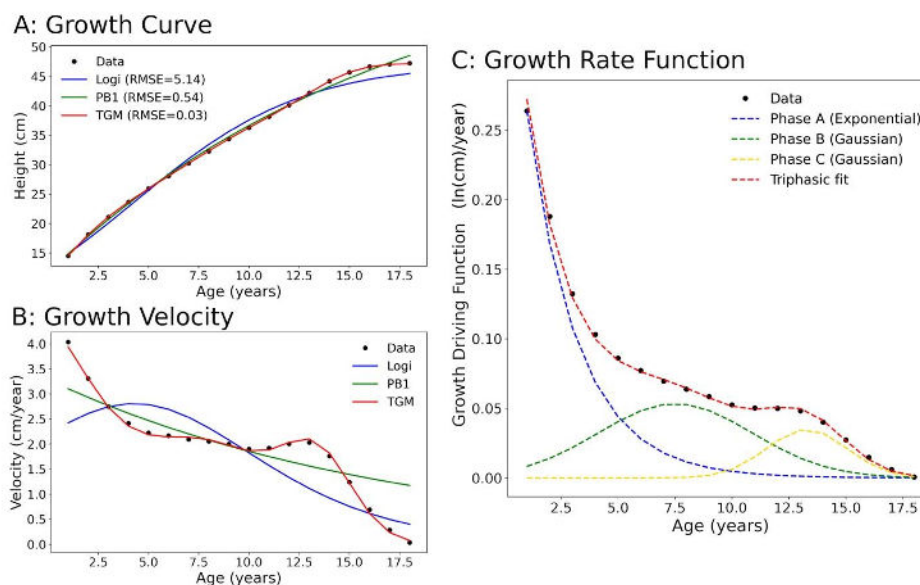 A: Growth Curve
50
45
40
35
30
25
20
15
Height (cm)
Data
Logi (RMSE=5.14)
PB1 (RMSE=0.54)
TGM (RMSE=0.03)
2.5 5.0 7.5 10.0 12.5 15.0 17.5
Age (years)
B: Growth Velocity
4.0
3.5
3.0
2.5
2.0
1.5
1.0
0.5
0.0
Velocity (cm/year)
Data
Logi
PB1
TGM
2.5 5.0 7.5 10.0 12.5 15.0 17.5
Age (years)
C: Growth Rate Function
0.25
0.20
0.15
0.10
0.05
0.00
Growth Driving Function (ln(cm)/year)
Data
Phase A (Exponential)
Phase B (Gaussian)
Phase C (Gaussian)
Triphasic fit
2.5 5.0 7.5 10.0 12.5 15.0 17.5
Age (years)